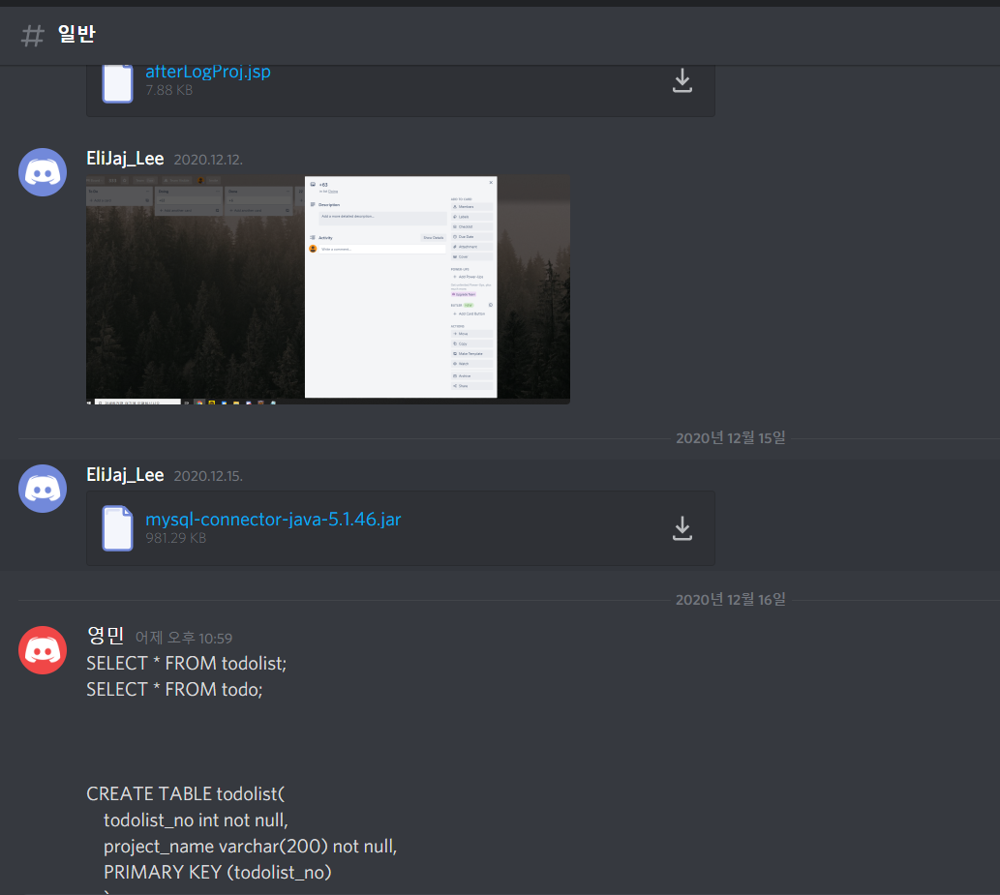 # 일반
afterLogProj.jsp
7.88 KB
EliJaj_Lee 2020.12.12.
+63
Description
Add a more detailed description...
Activity
Show Details
Write a comment...
ADD TO CARD
Members
Labels
Checklist
Due Date
Attachment
Cover
POWER-UPS
+ Add Power-Ups
Upgrade Team
BUTLER NEW
+ Add Card Button
ACTIONS
Move
Copy
Make Template
Watch
Archive
Share
2020년 12월 15일
EliJaj_Lee 2020.12.15.
mysql-connector-java-5.1.46.jar
981.29 KB
2020년 12월 16일
영민 어제 오후 10:59
SELECT * FROM todolist;
SELECT * FROM todo;
CREATE TABLE todolist(
todolist_no int not null,
project_name varchar(200) not null,
PRIMARY KEY (todolist_no)